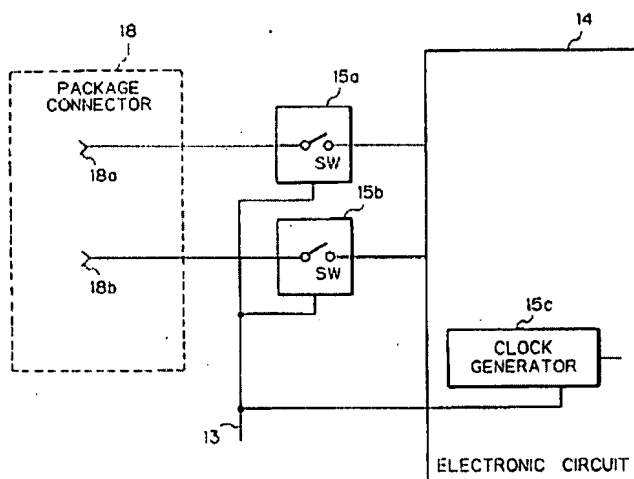 18
14
PACKAGE
CONNECTOR
15a
SW
18a
15b
SW
18b
15c
CLOCK
GENERATOR
13
ELECTRONIC CIRCUIT